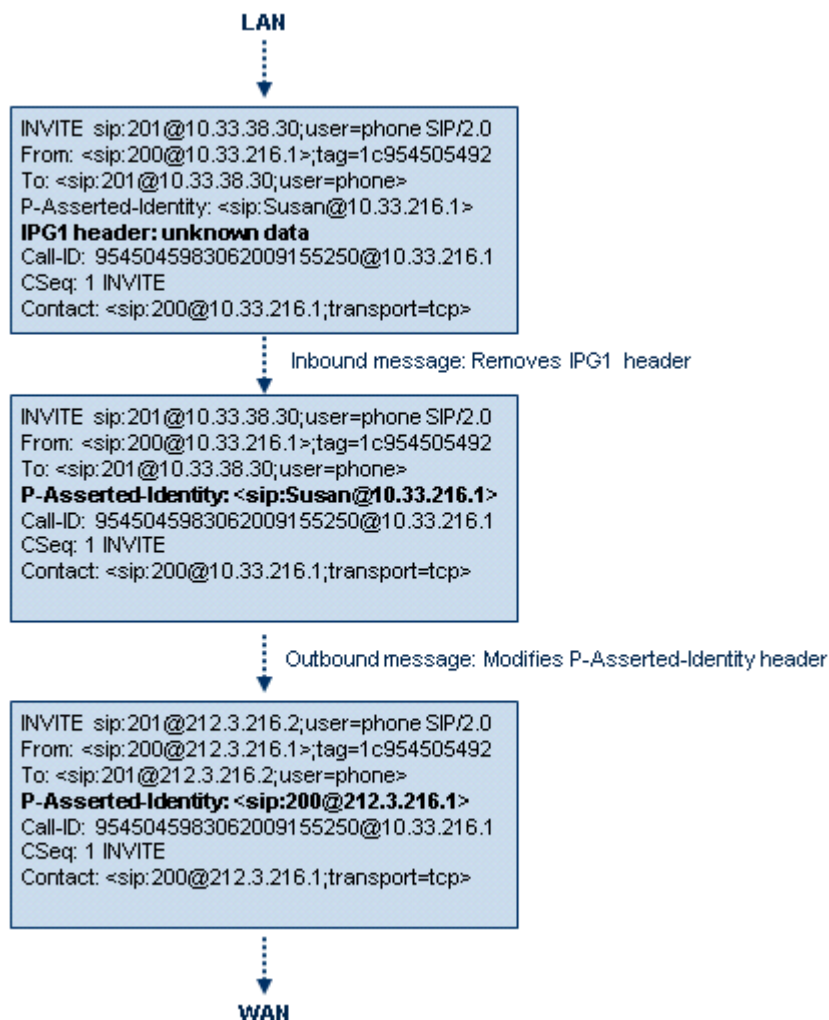 LAN
INVITE sip:201@10.33.38.30;user=phone SIP/2.0
From: <sip:200@10.33.216.1>;tag=1c954505492
To: <sip:201@10.33.38.30;user=phone>
P-Asserted-Identity: <sip:Susan@10.33.216.1>
IPG1 header: unknown data
Call-ID: 95450459830620091​55250@10.33.216.1
CSeq: 1 INVITE
Contact: <sip:200@10.33.216.1;transport=tcp>
Inbound message: Removes IPG1 header
INVITE sip:201@10.33.38.30;user=phone SIP/2.0
From: <sip:200@10.33.216.1>;tag=1c954505492
To: <sip:201@10.33.38.30;user=phone>
P-Asserted-Identity: <sip:Susan@10.33.216.1>
Call-ID: 9545045983062009155250@10.33.216.1
CSeq: 1 INVITE
Contact: <sip:200@10.33.216.1;transport=tcp>
Outbound message: Modifies P-Asserted-Identity header
INVITE sip:201@212.3.216.2;user=phone SIP/2.0
From: <sip:200@212.3.216.1>;tag=1c954505492
To: <sip:201@212.3.216.2;user=phone>
P-Asserted-Identity: <sip:200@212.3.216.1>
Call-ID: 9545045983062009155250@10.33.216.1
CSeq: 1 INVITE
Contact: <sip:200@212.3.216.1;transport=tcp>
WAN